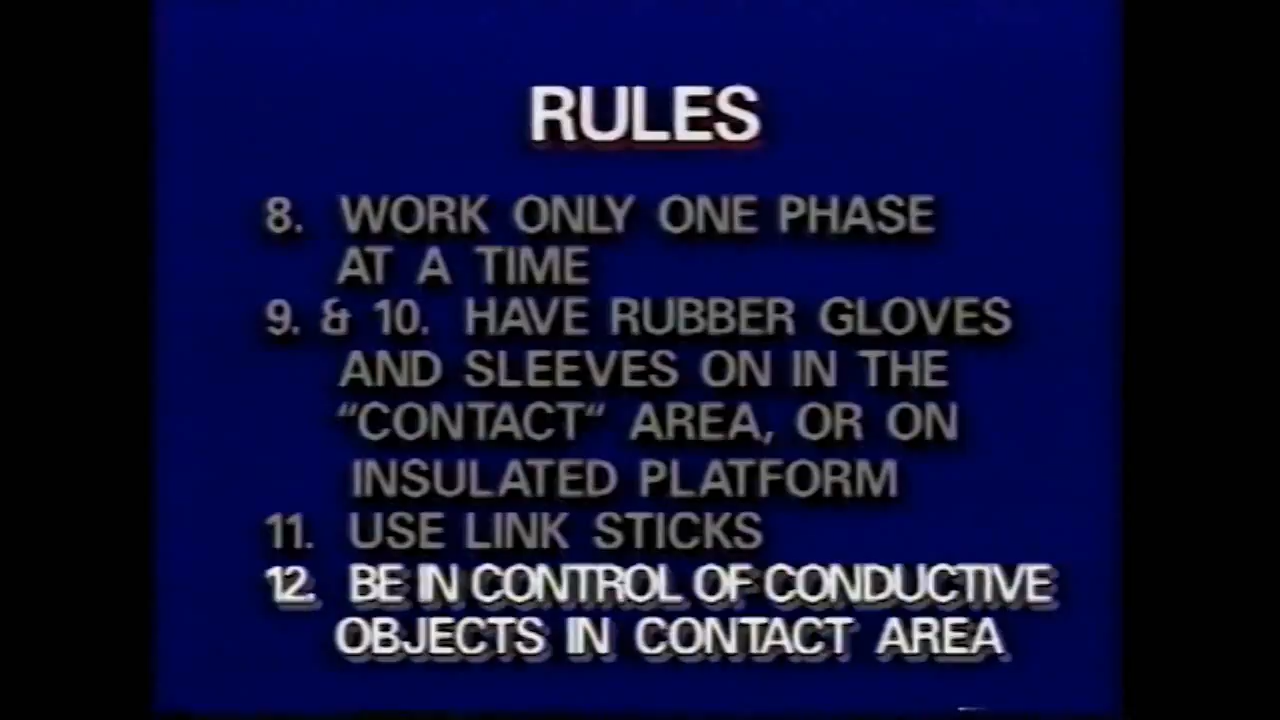 RULES
8. WORK ONLY ONE PHASE
AT A TIME
9. & 10. HAVE RUBBER GLOVES
AND SLEEVES ON IN THE
“CONTACT“ AREA, OR ON
INSULATED PLATFORM
11. USE LINK STICKS
12. BE IN CONTROL OF CONDUCTIVE
OBJECTS IN CONTACT AREA